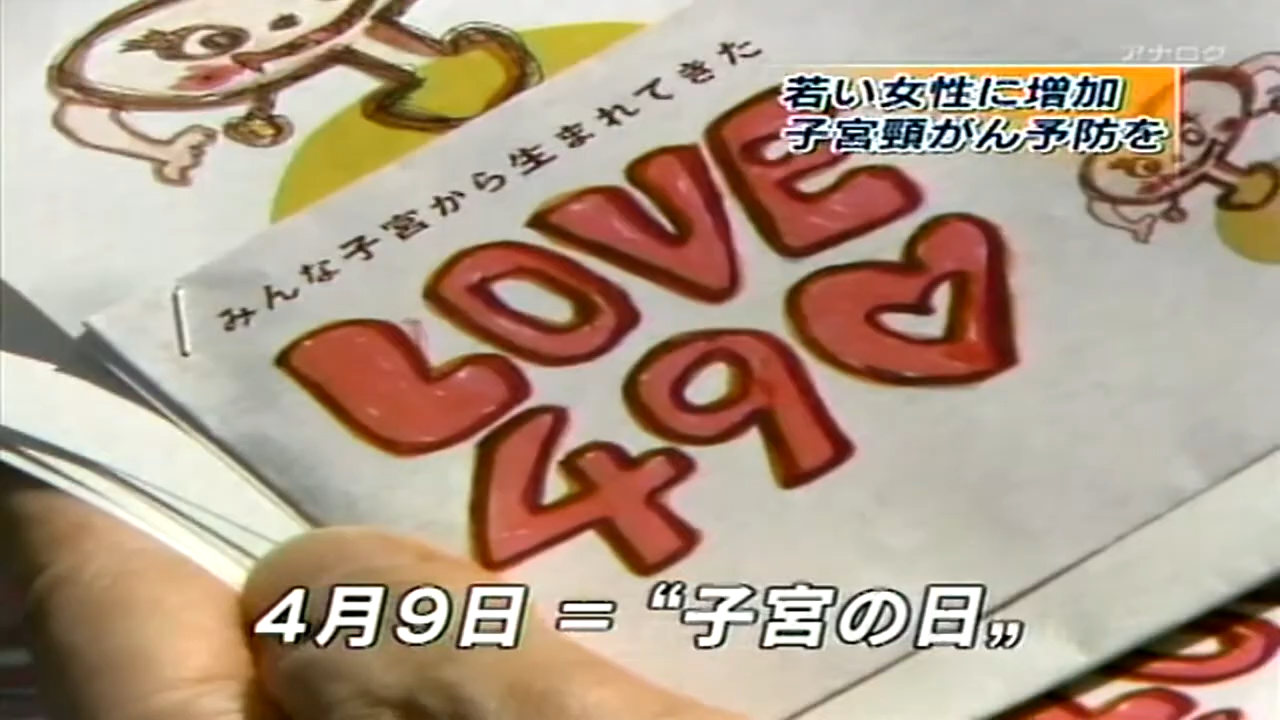 アナログ
若い女性に増加
子宮頸がん予防を
みんな子宮から生まれてきた
LOVE
49
4月9日＝“子宮の日„